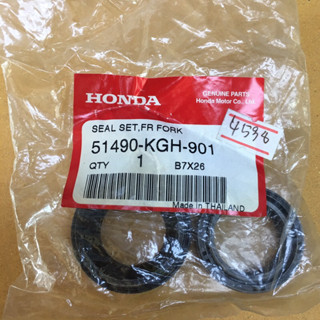 HONDA
GENUINE PARTS
Honda Motor Co., Ltd.
SEAL SET,FR FORK
4538
51490-KGH-901
QTY 1 B7X26
Made in THAILAND